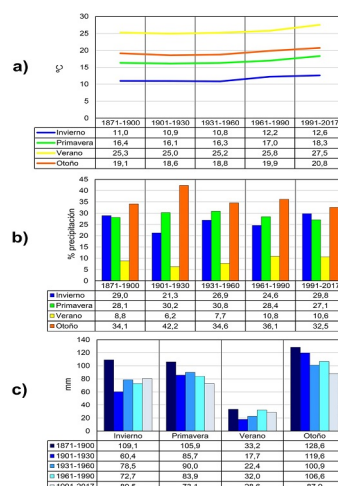 a)
30
25
20
15
10
5
0
ºC
1871-1900 1901-1930 1931-1960 1961-1990 1991-2017
Invierno 11,0 10,9 10,8 12,2 12,6
Primavera 16,4 16,1 16,3 17,0 18,3
Verano 25,3 25,0 25,2 25,8 27,5
Otoño 19,1 18,6 18,8 19,9 20,8
b)
45
40
35
30
25
20
15
10
5
0
% precipitación
1871-1900 1901-1930 1931-1960 1961-1990 1991-2017
Invierno 29,0 21,3 26,9 24,6 29,8
Primavera 28,1 30,2 30,8 28,4 27,1
Verano 8,8 6,2 7,7 10,8 10,6
Otoño 34,1 42,2 34,6 36,1 32,5
c)
140
120
100
80
60
40
20
0
mm
Invierno Primavera Verano Otoño
1871-1900 109,1 105,9 33,2 128,6
1901-1930 60,4 85,7 17,7 119,6
1931-1960 78,5 90,0 22,4 100,9
1961-1990 72,7 83,9 32,0 106,6